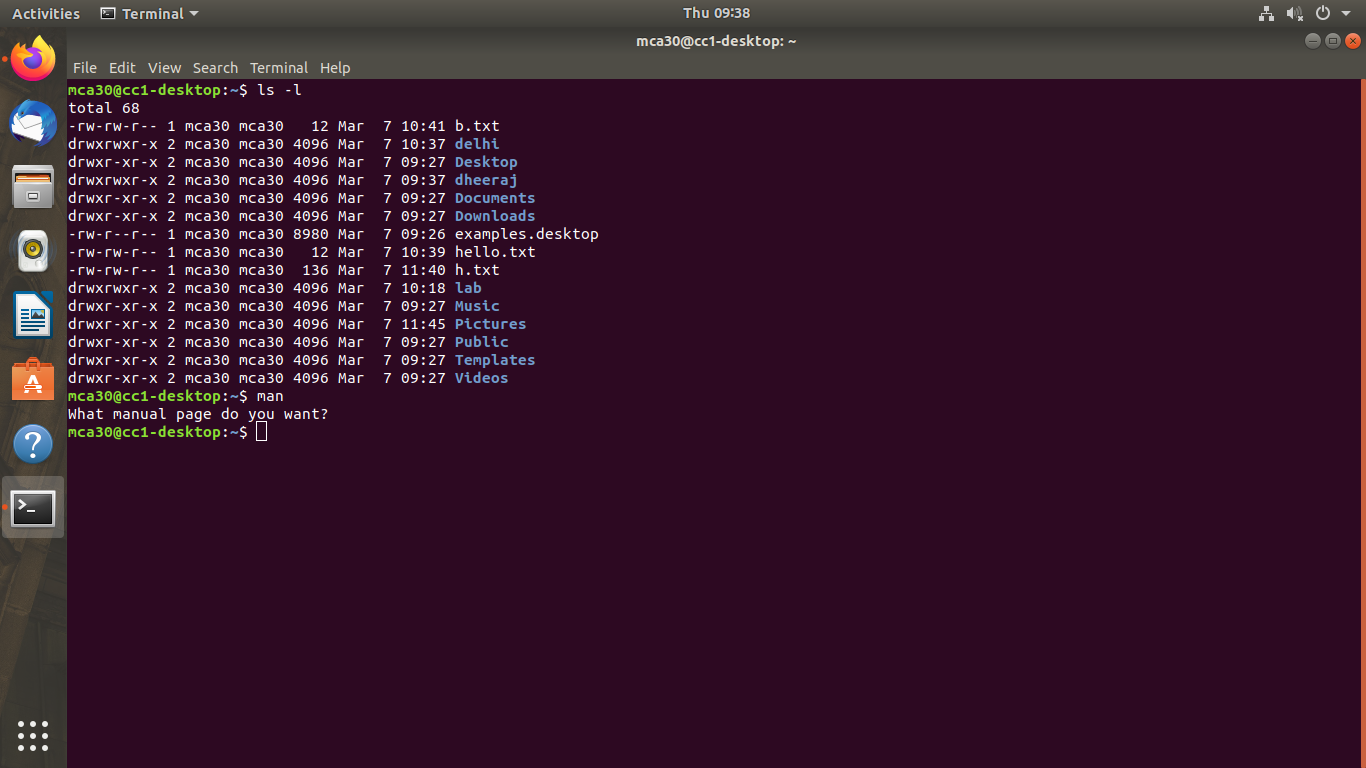 Activities Terminal Thu 09:38
mca30@cc1-desktop: ~
File Edit View Search Terminal Help
mca30@cc1-desktop:~$ ls -l
total 68
-rw-rw-r-- 1 mca30 mca30   12 Mar  7 10:41 b.txt
drwxrwxr-x 2 mca30 mca30 4096 Mar  7 10:37 delhi
drwxr-xr-x 2 mca30 mca30 4096 Mar  7 09:27 Desktop
drwxrwxr-x 2 mca30 mca30 4096 Mar  7 09:37 dheeraj
drwxr-xr-x 2 mca30 mca30 4096 Mar  7 09:27 Documents
drwxr-xr-x 2 mca30 mca30 4096 Mar  7 09:27 Downloads
-rw-r--r-- 1 mca30 mca30 8980 Mar  7 09:26 examples.desktop
-rw-rw-r-- 1 mca30 mca30   12 Mar  7 10:39 hello.txt
-rw-rw-r-- 1 mca30 mca30  136 Mar  7 11:40 h.txt
drwxrwxr-x 2 mca30 mca30 4096 Mar  7 10:18 lab
drwxr-xr-x 2 mca30 mca30 4096 Mar  7 09:27 Music
drwxr-xr-x 2 mca30 mca30 4096 Mar  7 11:45 Pictures
drwxr-xr-x 2 mca30 mca30 4096 Mar  7 09:27 Public
drwxr-xr-x 2 mca30 mca30 4096 Mar  7 09:27 Templates
drwxr-xr-x 2 mca30 mca30 4096 Mar  7 09:27 Videos
mca30@cc1-desktop:~$ man
What manual page do you want?
mca30@cc1-desktop:~$